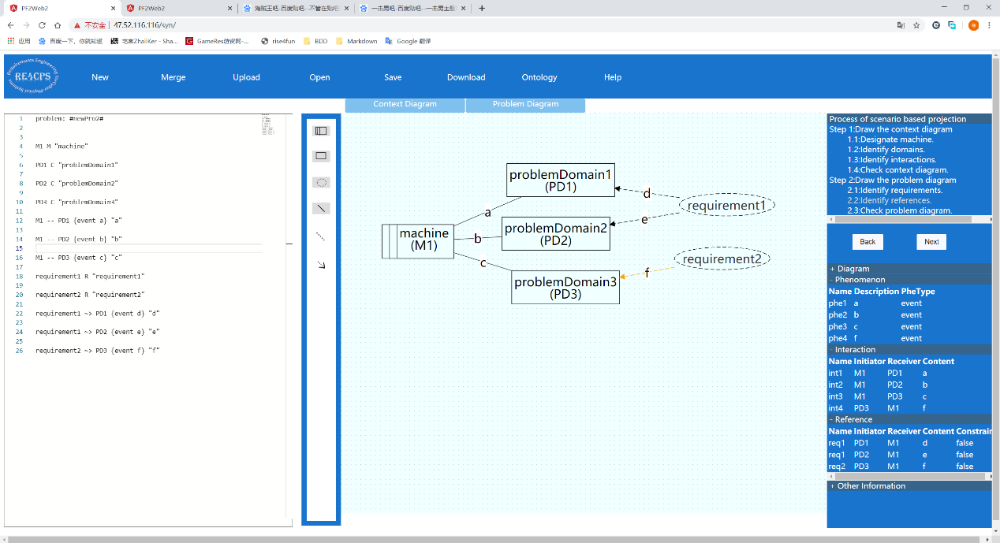 PF2Web2
PF2Web2
海贼王吧-百度贴吧--不管在贴吧
一击男吧-百度贴吧--一击男主题
不安全 47.52.116.116/syn/
应用 百度一下，你就知道 宅客ZhaiiKer - Sha... GameRes游资网-... rise4fun BDD Markdown Google 翻译
REACPS
New Merge Upload Open Save Download Ontology Help
Context Diagram Problem Diagram
1 problem: #newPro2#
2
3
4 M1 M "machine"
5
6 PD1 C "problemDomain1"
7
8 PD2 C "problemDomain2"
9
10 PD3 C "problemDomain3"
11
12 M1 -- PD1 {event a} "a"
13
14 M1 -- PD2 {event b} "b"
15
16 M1 -- PD3 {event c} "c"
17
18 requirement1 R "requirement1"
19
20 requirement2 R "requirement2"
21
22 requirement1 ~> PD1 {event d} "d"
23
24 requirement1 ~> PD2 {event e} "e"
25
26 requirement2 ~> PD3 {event f} "f"
problemDomain1
(PD1)
d
requirement1
a
e
problemDomain2
(PD2)
machine
(M1)
b
requirement2
c
f
problemDomain3
(PD3)
Process of scenario based projection
Step 1:Draw the context diagram
1.1:Designate machine.
1.2:Identify domains.
1.3:Identify interactions.
1.4:Check context diagram.
Step 2:Draw the problem diagram
2.1:Identify requirements.
2.2:Identify references.
2.3:Check problem diagram.
Back Next
+ Diagram
- Phenomenon
Name Description PheType
phe1 a event
phe2 b event
phe3 c event
phe4 f event
- Interaction
Name Initiator Receiver Content
int1 M1 PD1 a
int2 M1 PD2 b
int3 M1 PD3 c
int4 PD3 M1 f
- Reference
Name Initiator Receiver Content Constrain
req1 PD1 M1 d false
req1 PD2 M1 e false
req2 PD3 M1 f false
+ Other Information